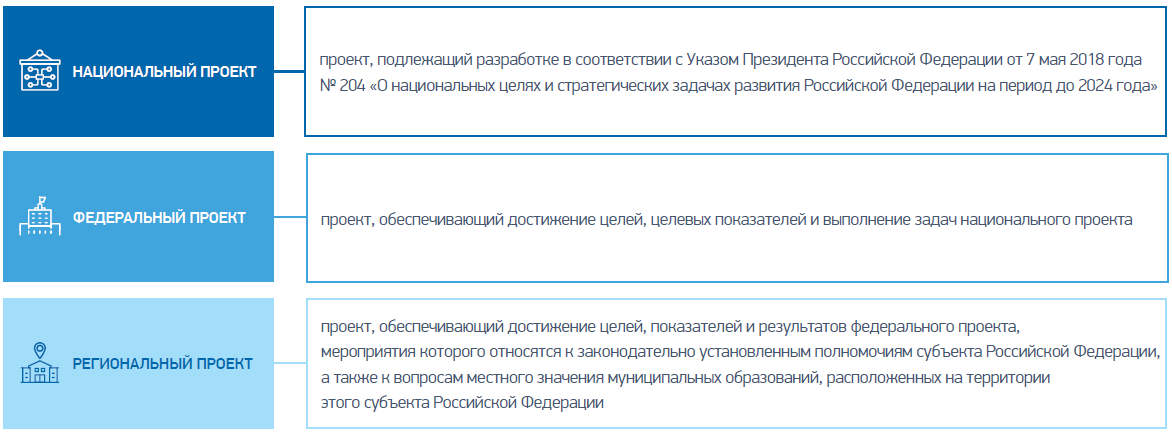 НАЦИОНАЛЬНЫЙ ПРОЕКТ
проект, подлежащий разработке в соответствии с Указом Президента Российской Федерации от 7 мая 2018 года
№ 204 «О национальных целях и стратегических задачах развития Российской Федерации на период до 2024 года»
ФЕДЕРАЛЬНЫЙ ПРОЕКТ
проект, обеспечивающий достижение целей, целевых показателей и выполнение задач национального проекта
РЕГИОНАЛЬНЫЙ ПРОЕКТ
проект, обеспечивающий достижение целей, показателей и результатов федерального проекта,
мероприятия которого относятся к законодательно установленным полномочиям субъекта Российской Федерации,
а также к вопросам местного значения муниципальных образований, расположенных на территории
этого субъекта Российской Федерации